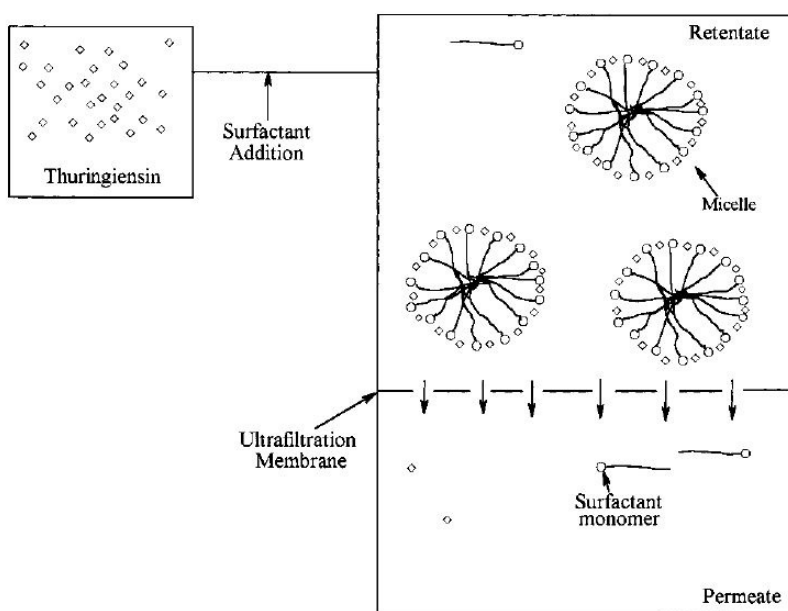 Retentate
Surfactant
Addition
Thuringiensin
Micelle
Ultrafiltration
Membrane
Surfactant
monomer
Permeate